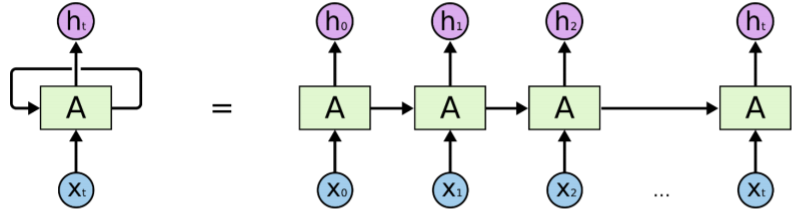 hₜ h₀ h₁ h₂ hₜ
A = A A A A
xₜ x₀ x₁ x₂ ... xₜ